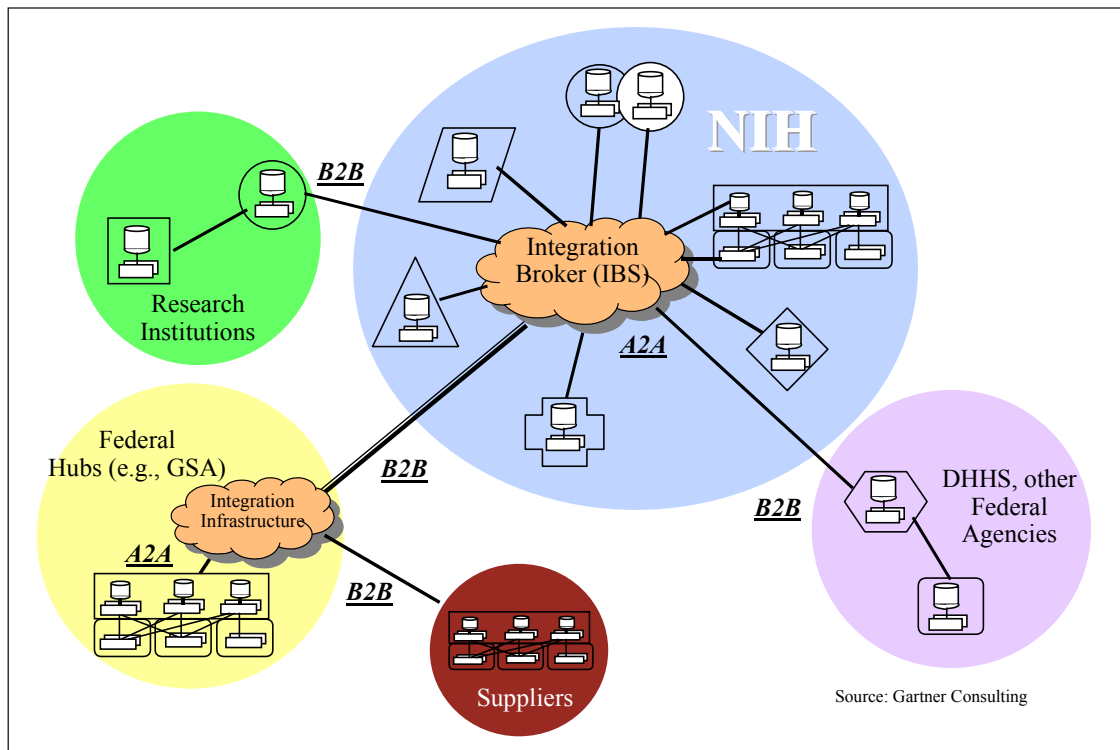 NIH
B2B
Integration
Broker (IBS)
Research
Institutions
A2A
Federal
Hubs (e.g., GSA)
B2B
Integration
Infrastructure
DHHS, other
Federal
Agencies
B2B
A2A
B2B
Suppliers
Source: Gartner Consulting